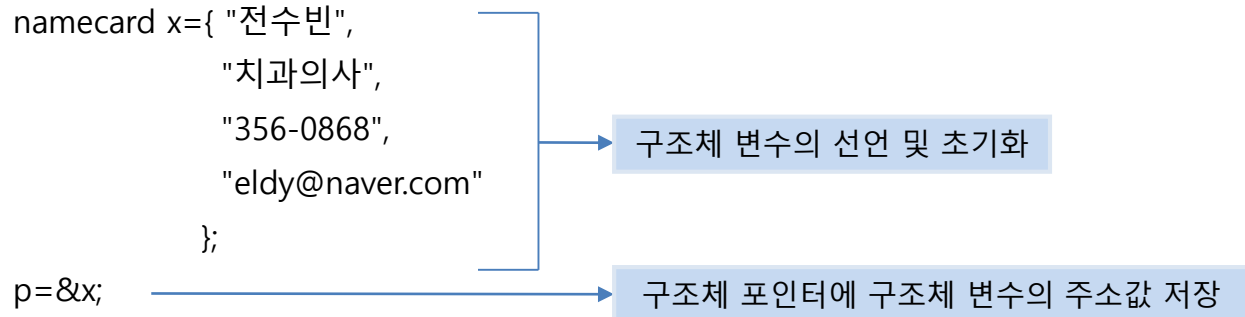 namecard x={ "전수빈",
"치과의사",
"356-0868",
"eldy@naver.com"
};
구조체 변수의 선언 및 초기화
p=&x;
구조체 포인터에 구조체 변수의 주소값 저장